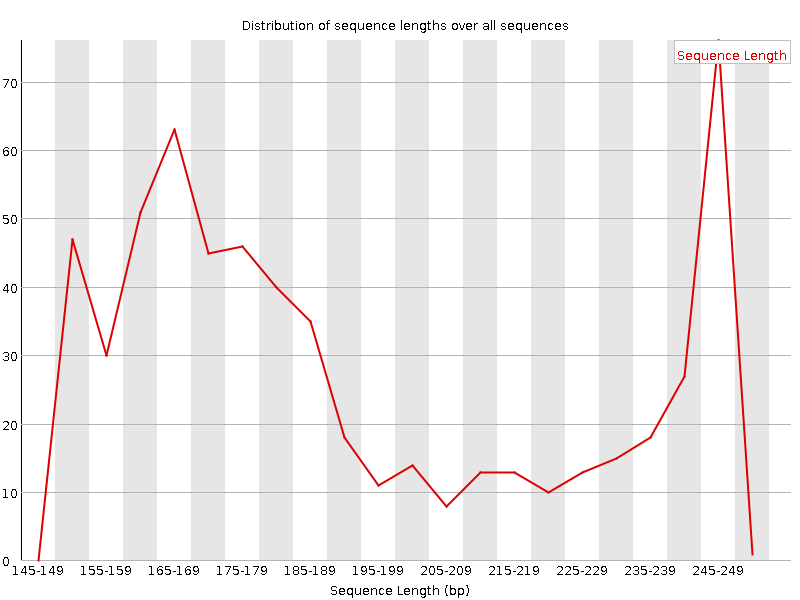 Distribution of sequence lengths over all sequences
Sequence Length
70
60
50
40
30
20
10
0
145-149 155-159 165-169 175-179 185-189 195-199 205-209 215-219 225-229 235-239 245-249
Sequence Length (bp)